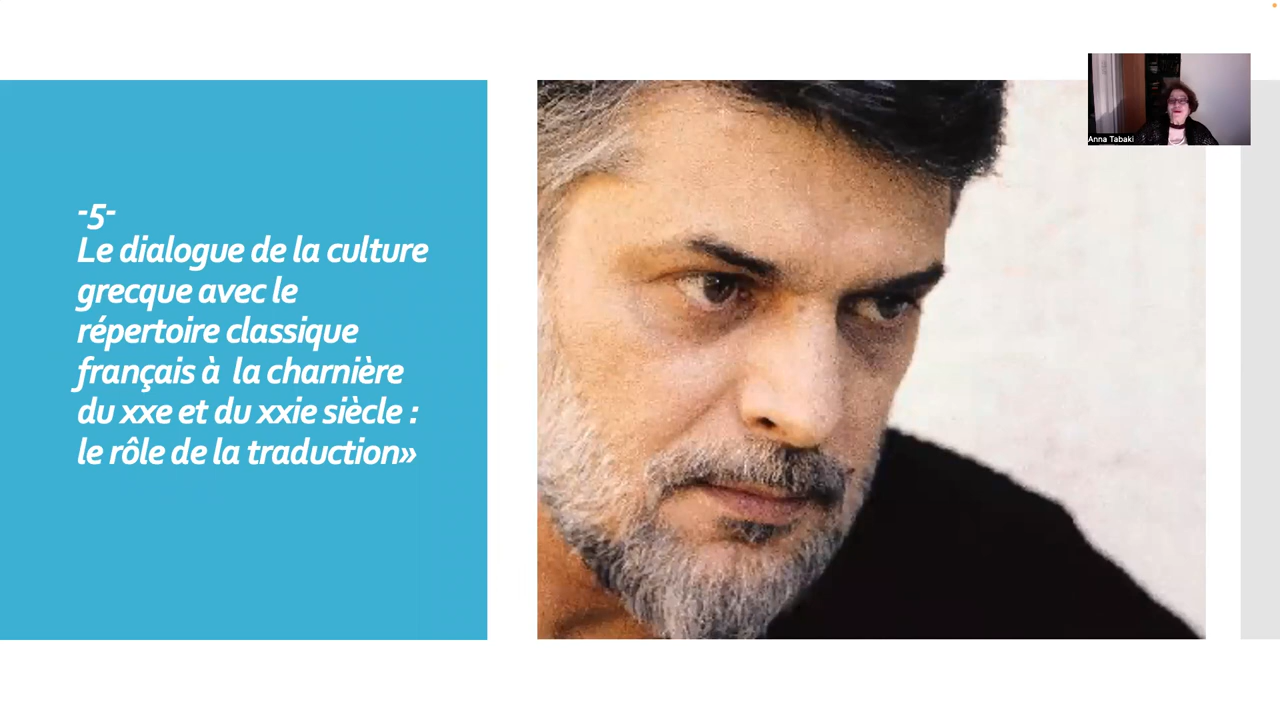 -5-
Le dialogue de la culture
grecque avec le
répertoire classique
français à  la charnière
du xxe et du xxie siècle :
le rôle de la traduction»
Anna Tabaki